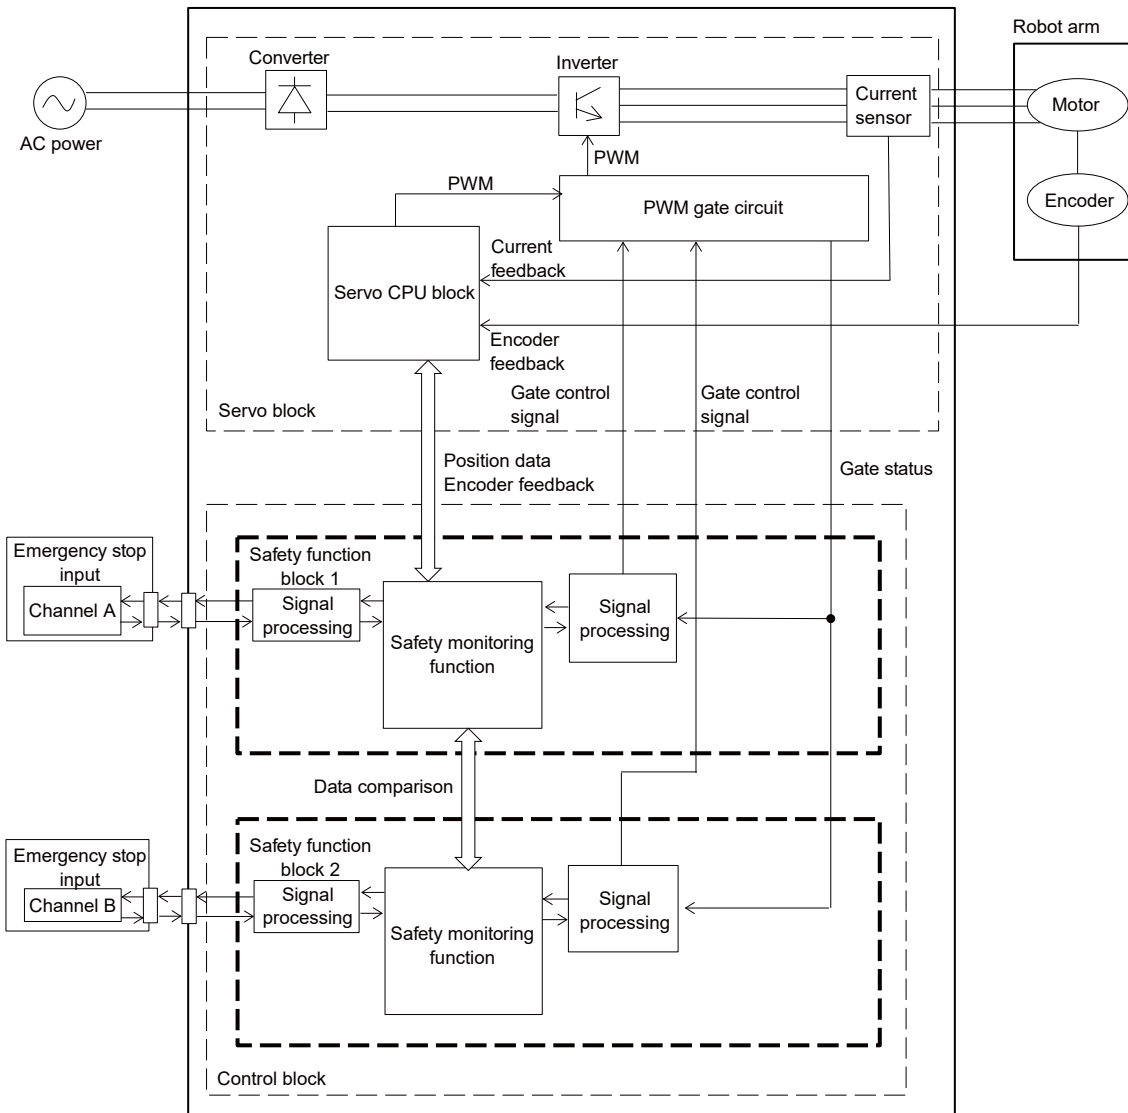 Robot arm
Converter
Inverter
Current
sensor
Motor
AC power
PWM
PWM
PWM gate circuit
Encoder
Current
feedback
Servo CPU block
Encoder
feedback
Gate control
signal
Gate control
signal
Servo block
Position data
Encoder feedback
Gate status
Emergency stop
input
Channel A
Safety function
block 1
Signal
processing
Safety monitoring
function
Signal
processing
Data comparison
Emergency stop
input
Channel B
Safety function
block 2
Signal
processing
Safety monitoring
function
Signal
processing
Control block